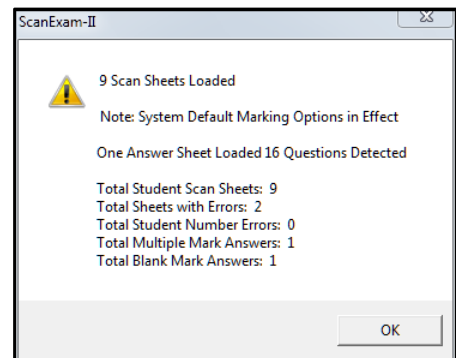 ScanExam-II
9 Scan Sheets Loaded
Note: System Default Marking Options in Effect
One Answer Sheet Loaded 16 Questions Detected
Total Student Scan Sheets: 9
Total Sheets with Errors: 2
Total Student Number Errors: 0
Total Multiple Mark Answers: 1
Total Blank Mark Answers: 1
OK